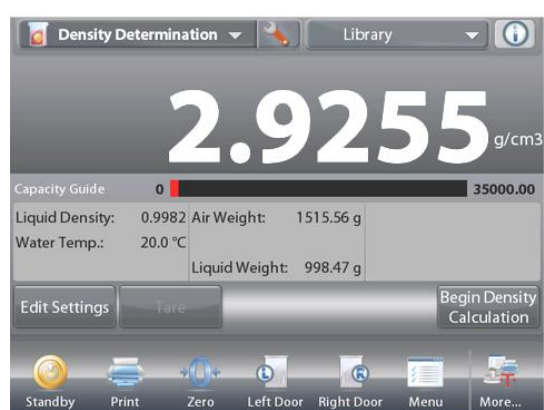 Density Determination Library
2.9255 g/cm3
Capacity Guide 0 35000.00
Liquid Density: 0.9982 Air Weight: 1515.56 g
Water Temp.: 20.0 °C
Liquid Weight: 998.47 g
Edit Settings Tare Begin Density
Calculation
Standby Print Zero Left Door Right Door Menu More...